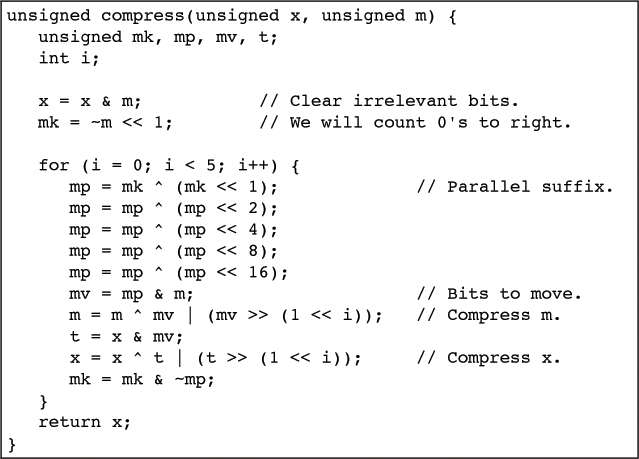 unsigned compress(unsigned x, unsigned m) {
   unsigned mk, mp, mv, t;
   int i;

   x = x & m;           // Clear irrelevant bits.
   mk = ~m << 1;        // We will count 0's to right.

   for (i = 0; i < 5; i++) {
      mp = mk ^ (mk << 1);             // Parallel suffix.
      mp = mp ^ (mp << 2);
      mp = mp ^ (mp << 4);
      mp = mp ^ (mp << 8);
      mp = mp ^ (mp << 16);
      mv = mp & m;                     // Bits to move.
      m = m ^ mv | (mv >> (1 << i));   // Compress m.
      t = x & mv;
      x = x ^ t | (t >> (1 << i));     // Compress x.
      mk = mk & ~mp;
   }
   return x;
}